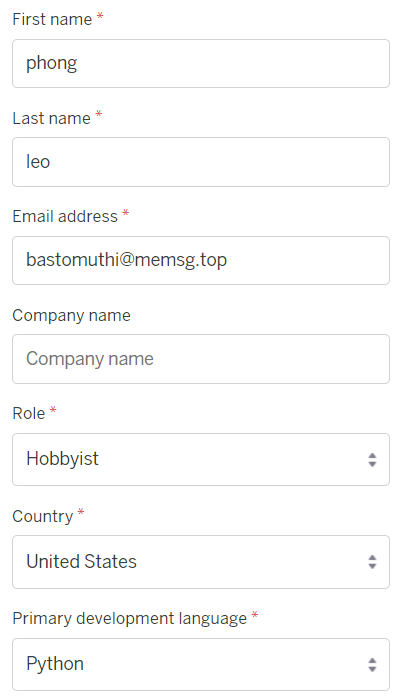 First name *
phong
Last name *
leo
Email address *
bastomuthi@memsg.top
Company name
Company name
Role *
Hobbyist
Country *
United States
Primary development language *
Python